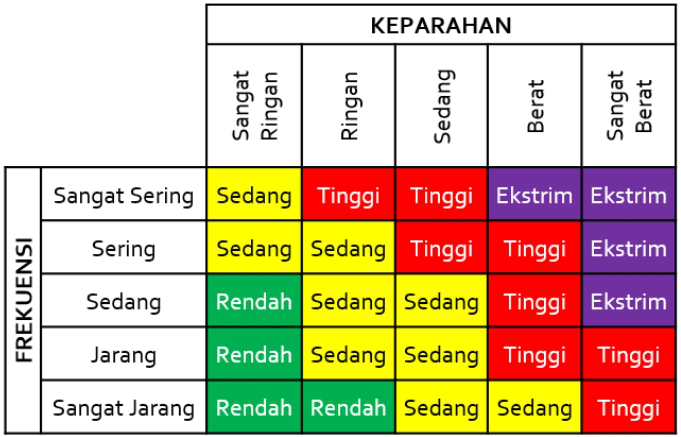 KEPARAHAN
Sangat
Ringan
Ringan
Sedang
Berat
Sangat
Berat
FREKUENSI
Sangat Sering Sedang Tinggi Tinggi Ekstrim Ekstrim
Sering Sedang Sedang Tinggi Tinggi Ekstrim
Sedang Rendah Sedang Sedang Tinggi Ekstrim
Jarang Rendah Sedang Sedang Tinggi Tinggi
Sangat Jarang Rendah Rendah Sedang Sedang Tinggi